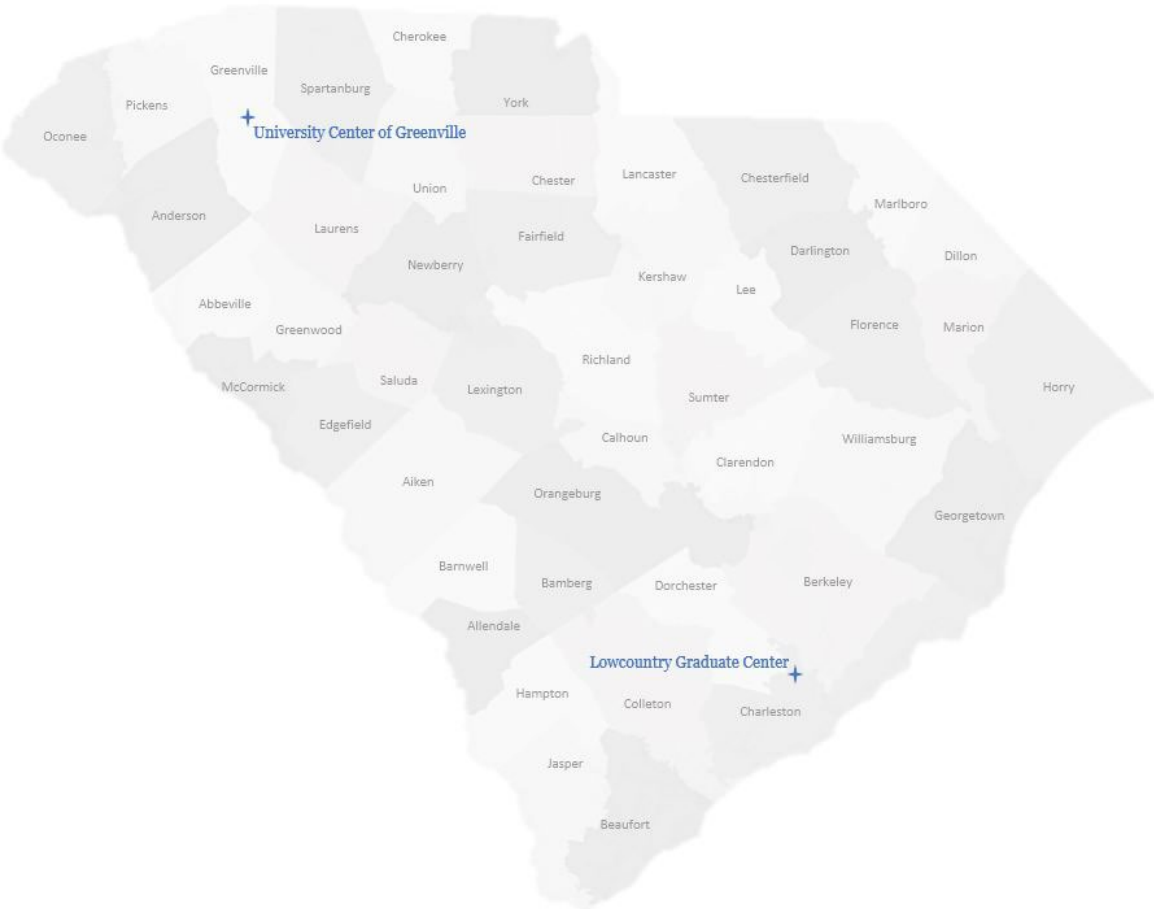 Cherokee
Greenville
Spartanburg
York
Pickens
Oconee
University Center of Greenville
Union
Chester
Lancaster
Chesterfield
Marlboro
Anderson
Laurens
Fairfield
Darlington
Dillon
Newberry
Kershaw
Lee
Abbeville
Greenwood
Florence
Marion
Richland
McCormick
Saluda
Lexington
Sumter
Horry
Edgefield
Calhoun
Williamsburg
Clarendon
Aiken
Orangeburg
Georgetown
Barnwell
Bamberg
Dorchester
Berkeley
Allendale
Lowcountry Graduate Center
Hampton
Colleton
Charleston
Jasper
Beaufort